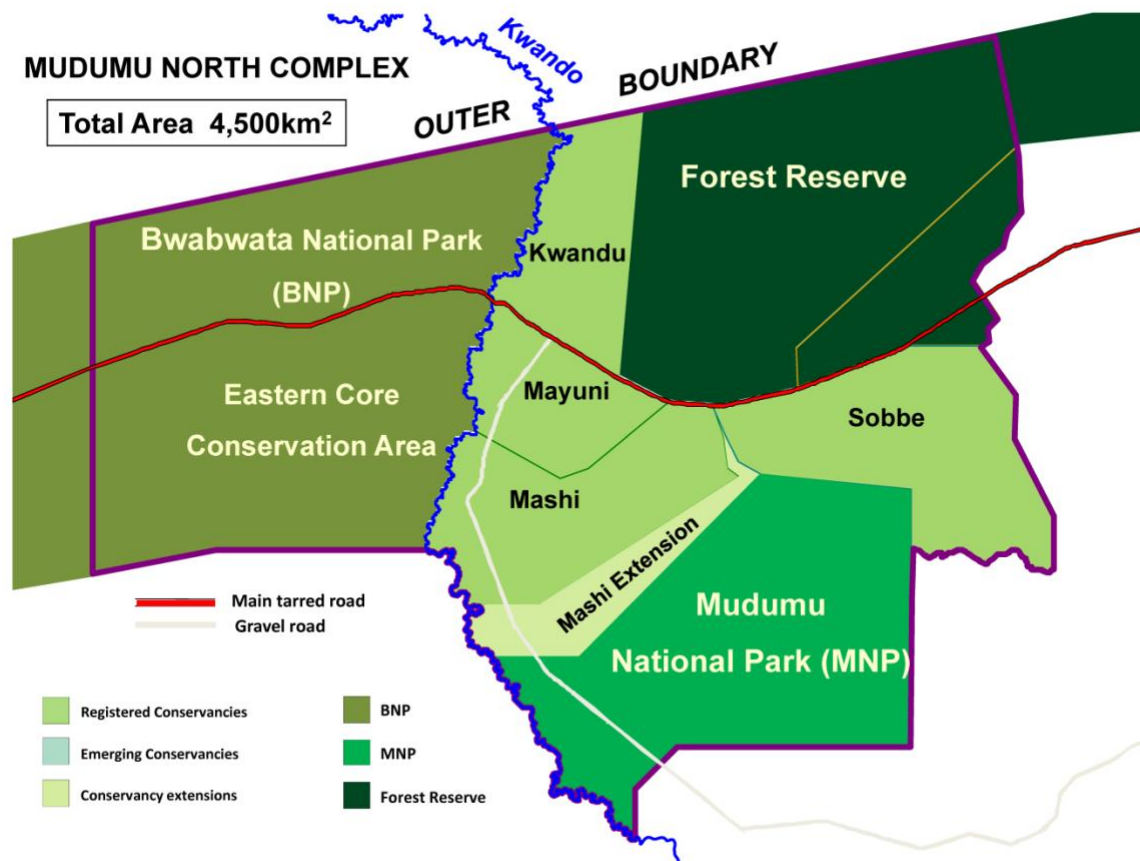 Kwando
MUDUMU NORTH COMPLEX
Total Area 4,500km²
OUTER BOUNDARY
Forest Reserve
Bwabwata National Park
(BNP)
Kwandu
Eastern Core
Conservation Area
Mayuni
Sobbe
Mashi
Mashi Extension
Mudumu
National Park (MNP)
Main tarred road
Gravel road
Registered Conservancies
Emerging Conservancies
Conservancy extensions
BNP
MNP
Forest Reserve